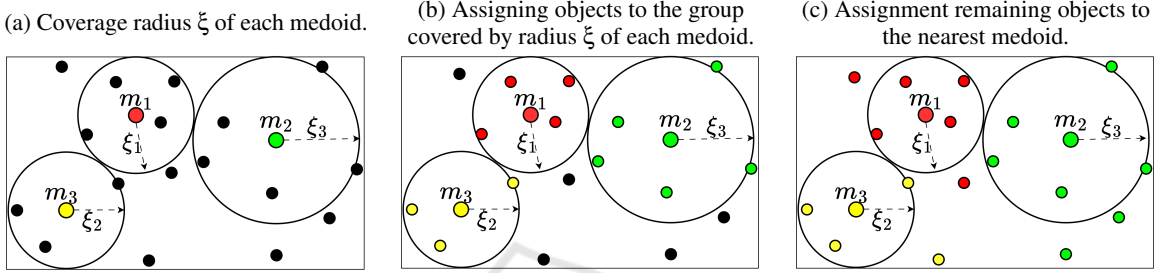 (a) Coverage radius ξ of each medoid.
(b) Assigning objects to the group
covered by radius ξ of each medoid.
(c) Assignment remaining objects to
the nearest medoid.
m₁
ξ₁
m₂
ξ₃
m₃
ξ₂
m₁
ξ₁
m₂
ξ₃
m₃
ξ₂
m₁
ξ₁
m₂
ξ₃
m₃
ξ₂